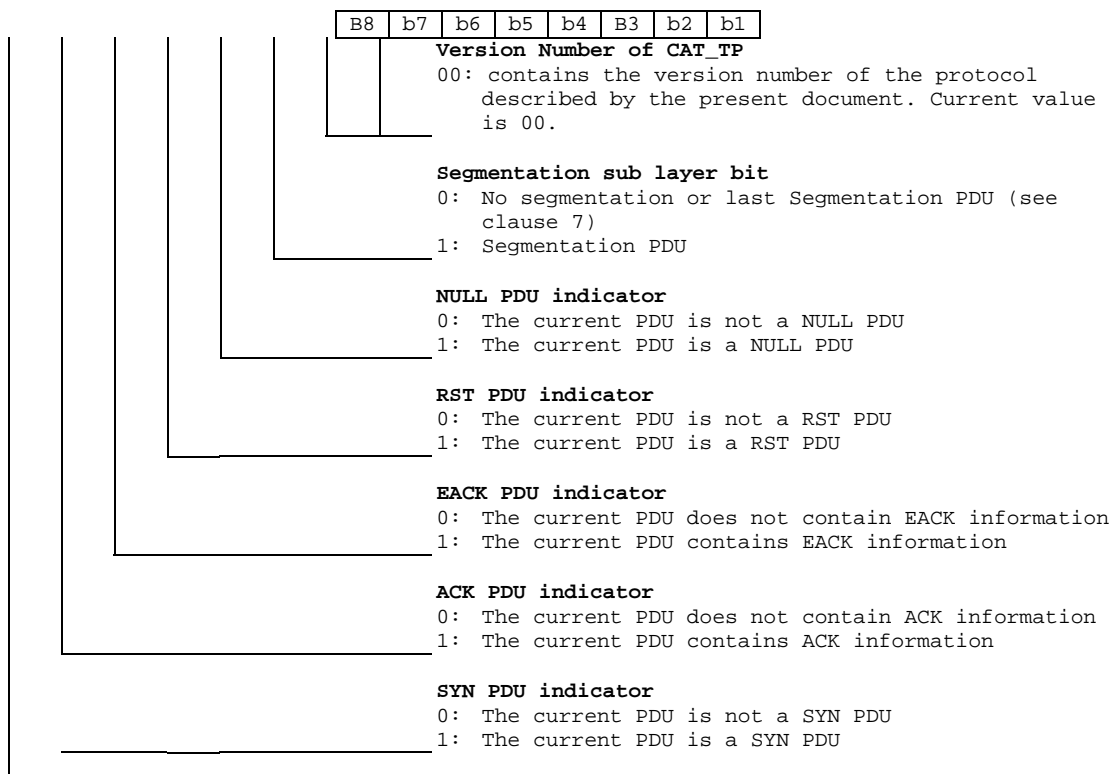 B8 b7 b6 b5 b4 B3 b2 b1
Version Number of CAT_TP
00: contains the version number of the protocol
described by the present document. Current value
is 00.
Segmentation sub layer bit
0: No segmentation or last Segmentation PDU (see
clause 7)
1: Segmentation PDU
NULL PDU indicator
0: The current PDU is not a NULL PDU
1: The current PDU is a NULL PDU
RST PDU indicator
0: The current PDU is not a RST PDU
1: The current PDU is a RST PDU
EACK PDU indicator
0: The current PDU does not contain EACK information
1: The current PDU contains EACK information
ACK PDU indicator
0: The current PDU does not contain ACK information
1: The current PDU contains ACK information
SYN PDU indicator
0: The current PDU is not a SYN PDU
1: The current PDU is a SYN PDU